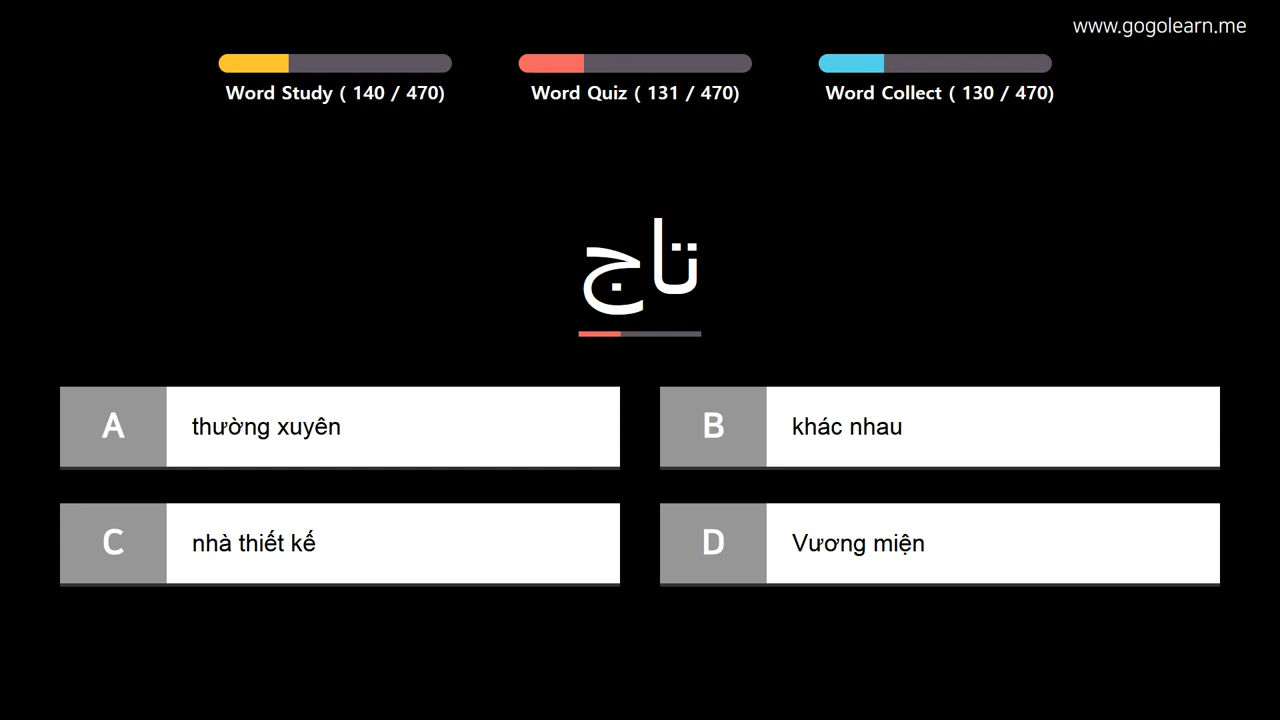 www.gogolearn.me
Word Study ( 140 / 470)
Word Quiz ( 131 / 470)
Word Collect ( 130 / 470)
تاج
A thường xuyên
B khác nhau
C nhà thiết kế
D Vương miện